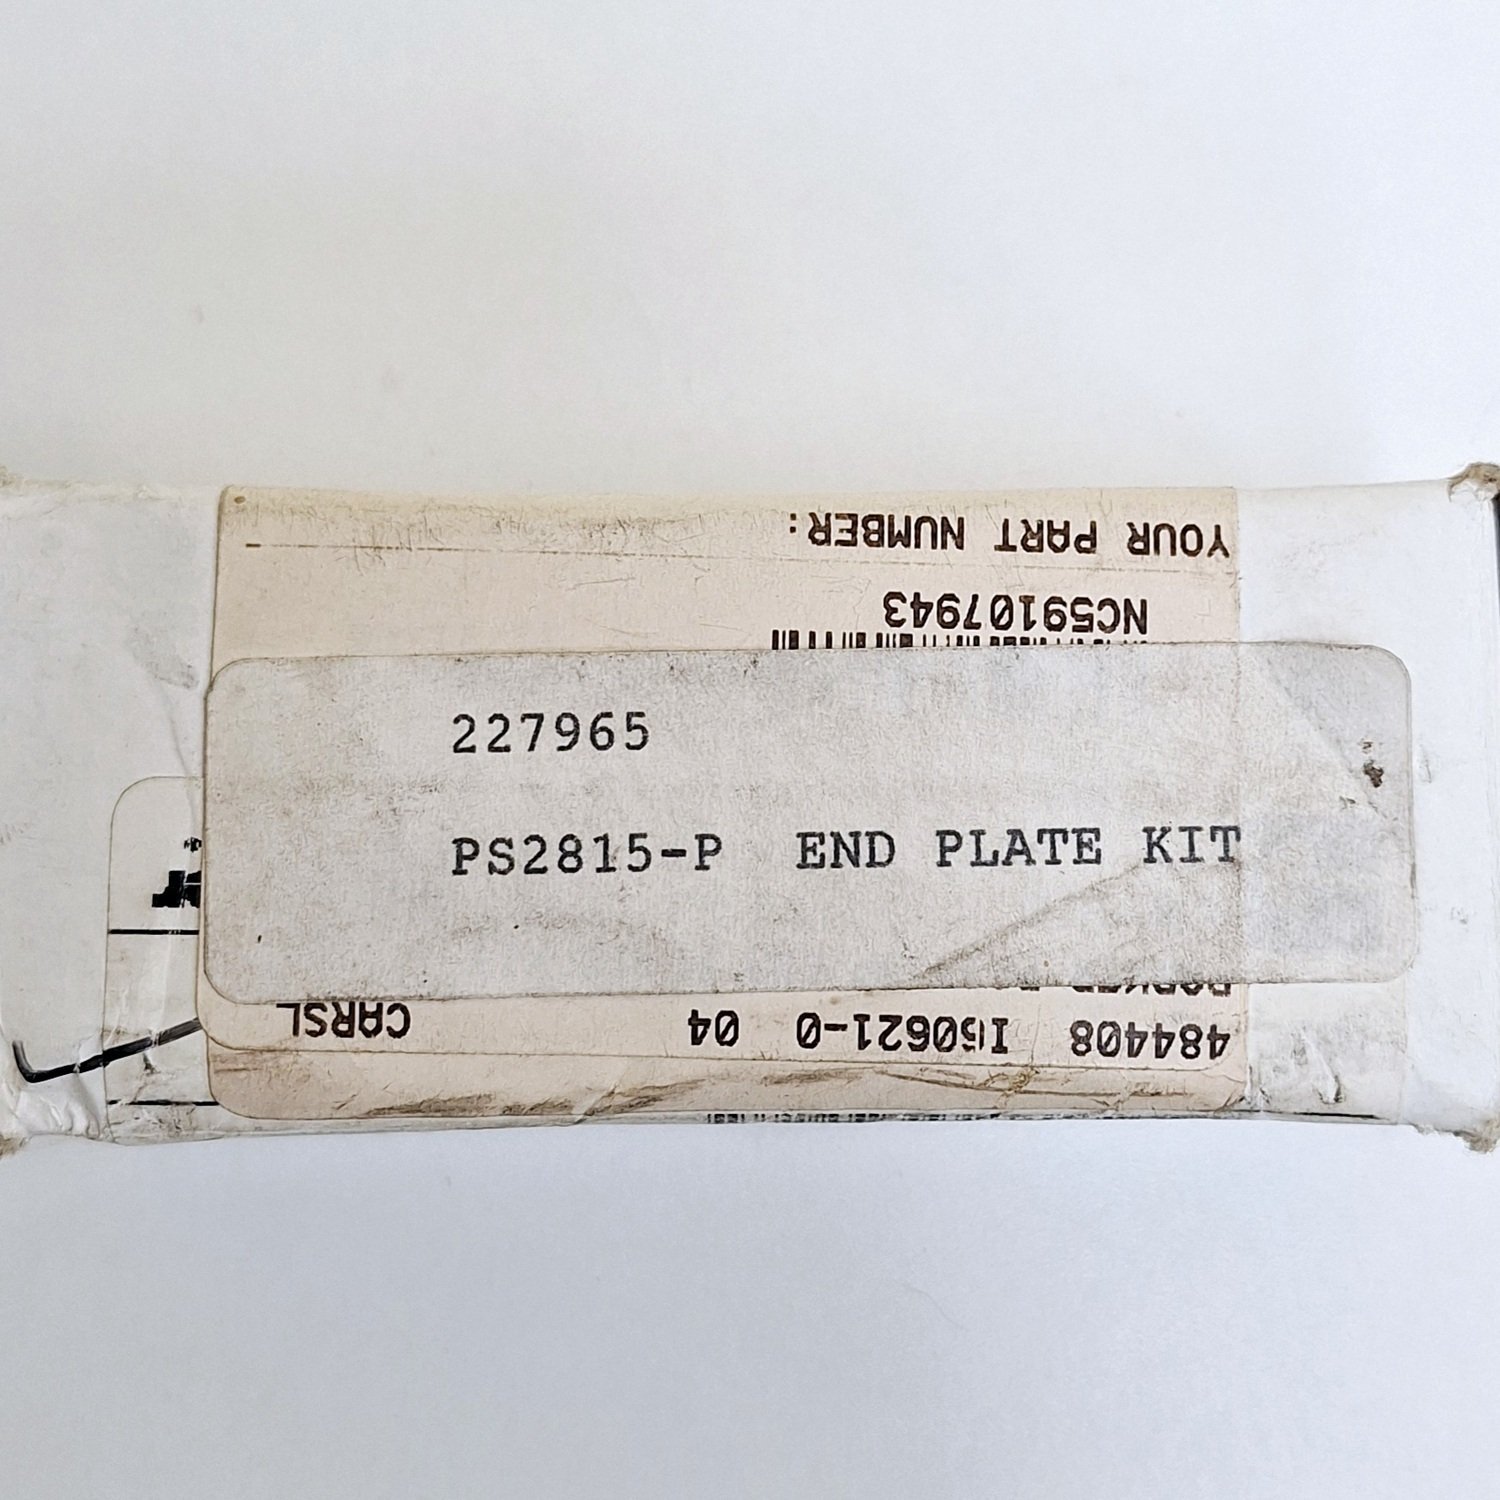 YOUR PART NUMBER:
NC59107943
227965
PS2815-P END PLATE KIT
484408 I50621-0 04 CARSL